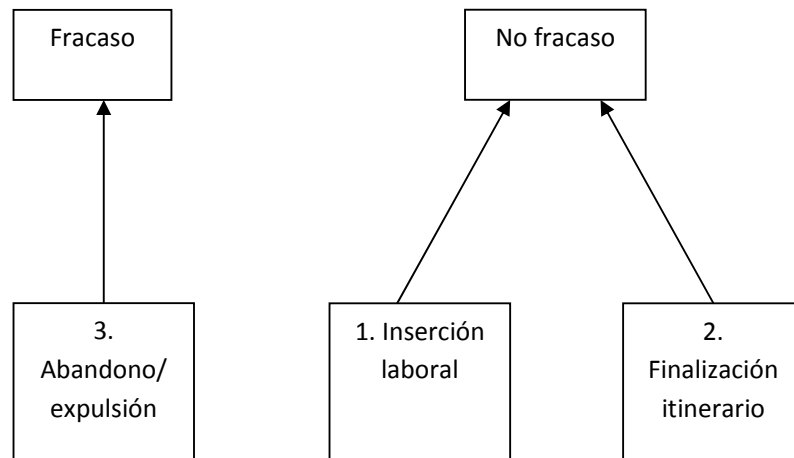 Fracaso
No fracaso
3.
Abandono/
expulsión
1. Inserción
laboral
2.
Finalización
itinerario